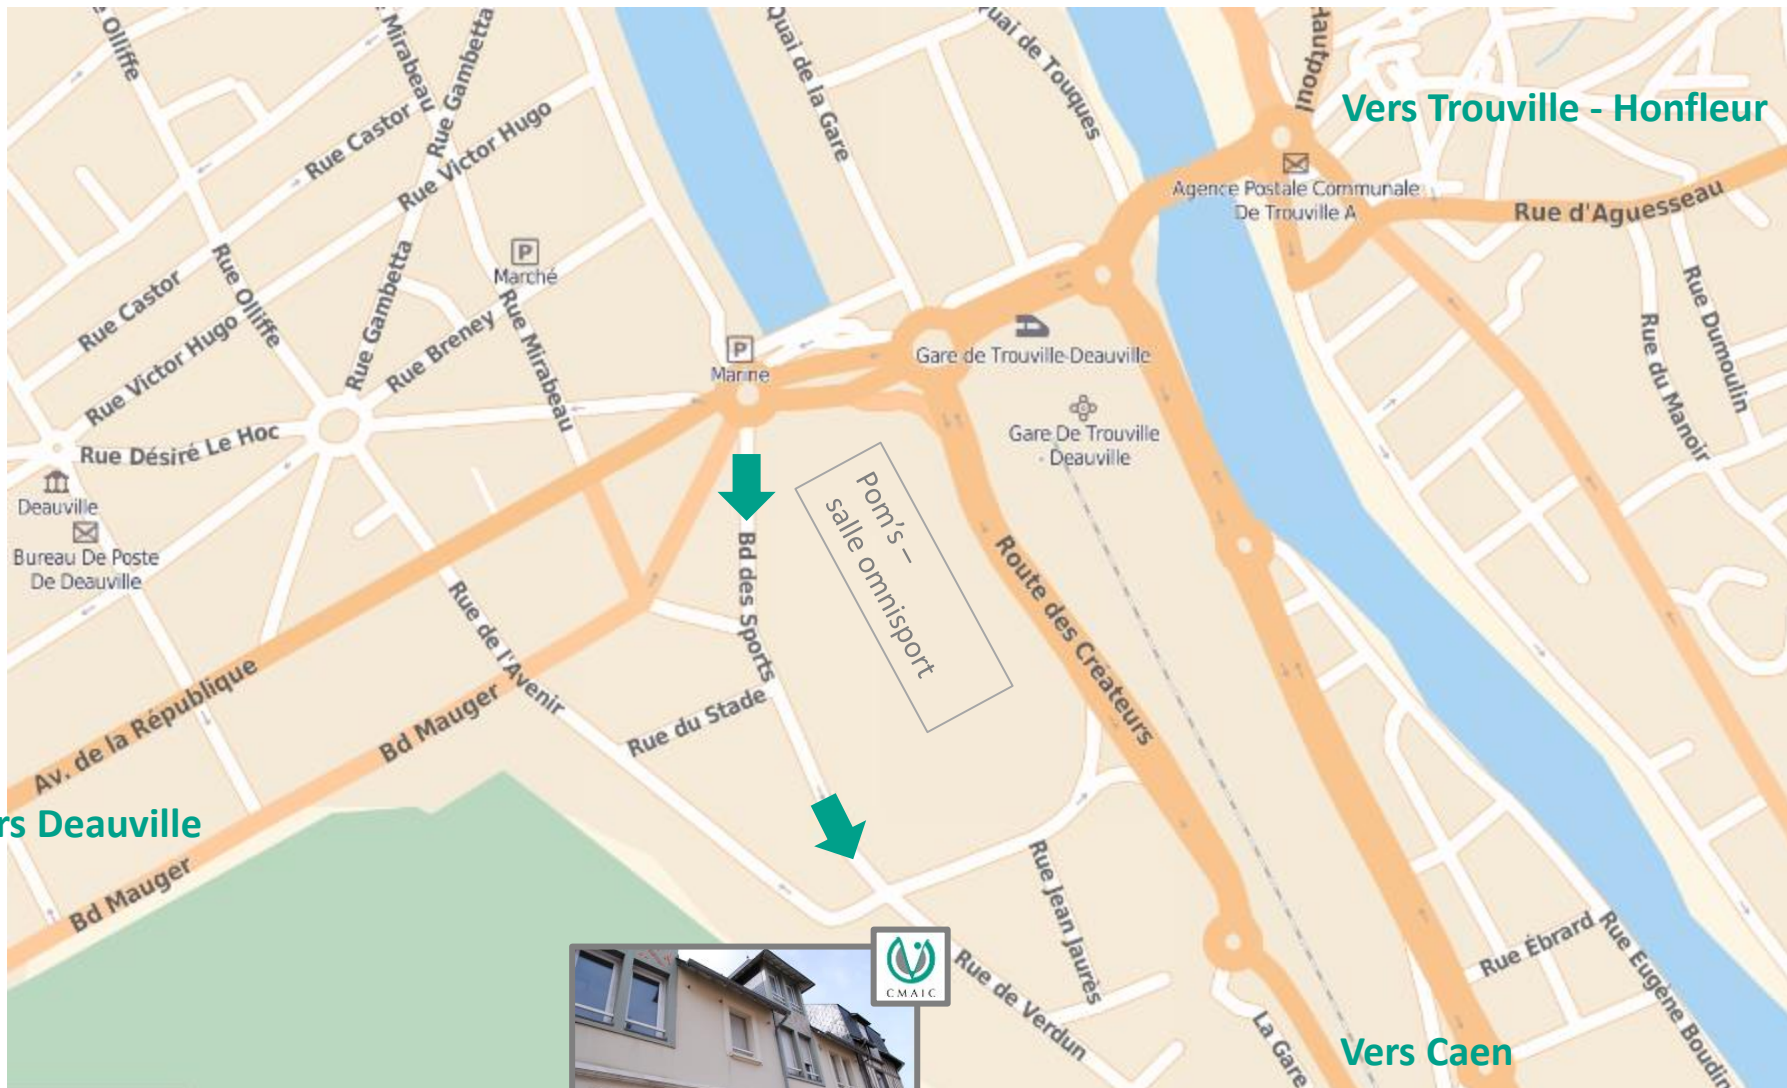 Olliffe
Mirabeau
Rue Gambetta
Quai de la Gare
Quai de Touques
Hautpoul
Vers Trouville - Honfleur
Rue Castor
Rue Victor Hugo
Agence Postale Communale
De Trouville A
Rue d'Aguesseau
Rue Castor
Rue Olliffe
Rue Gambetta
P
Marché
Rue Mirabeau
Rue Victor Hugo
Rue Breney
P
Marine
Gare de Trouville-Deauville
Rue Dumoulin
Rue du Manoir
Rue Désiré Le Hoc
Gare De Trouville
- Deauville
Deauville
Bureau De Poste
De Deauville
Pom's –
salle omnisport
Bd des Sports
Route des Créateurs
Rue de l'Avenir
Av. de la République
Bd Mauger
Rue du Stade
rs Deauville
Bd Mauger
Rue Jean Jaurès
CMAIC
Rue de Verdun
Rue Ébrard
Rue Eugène Boudin
La Gare
Vers Caen